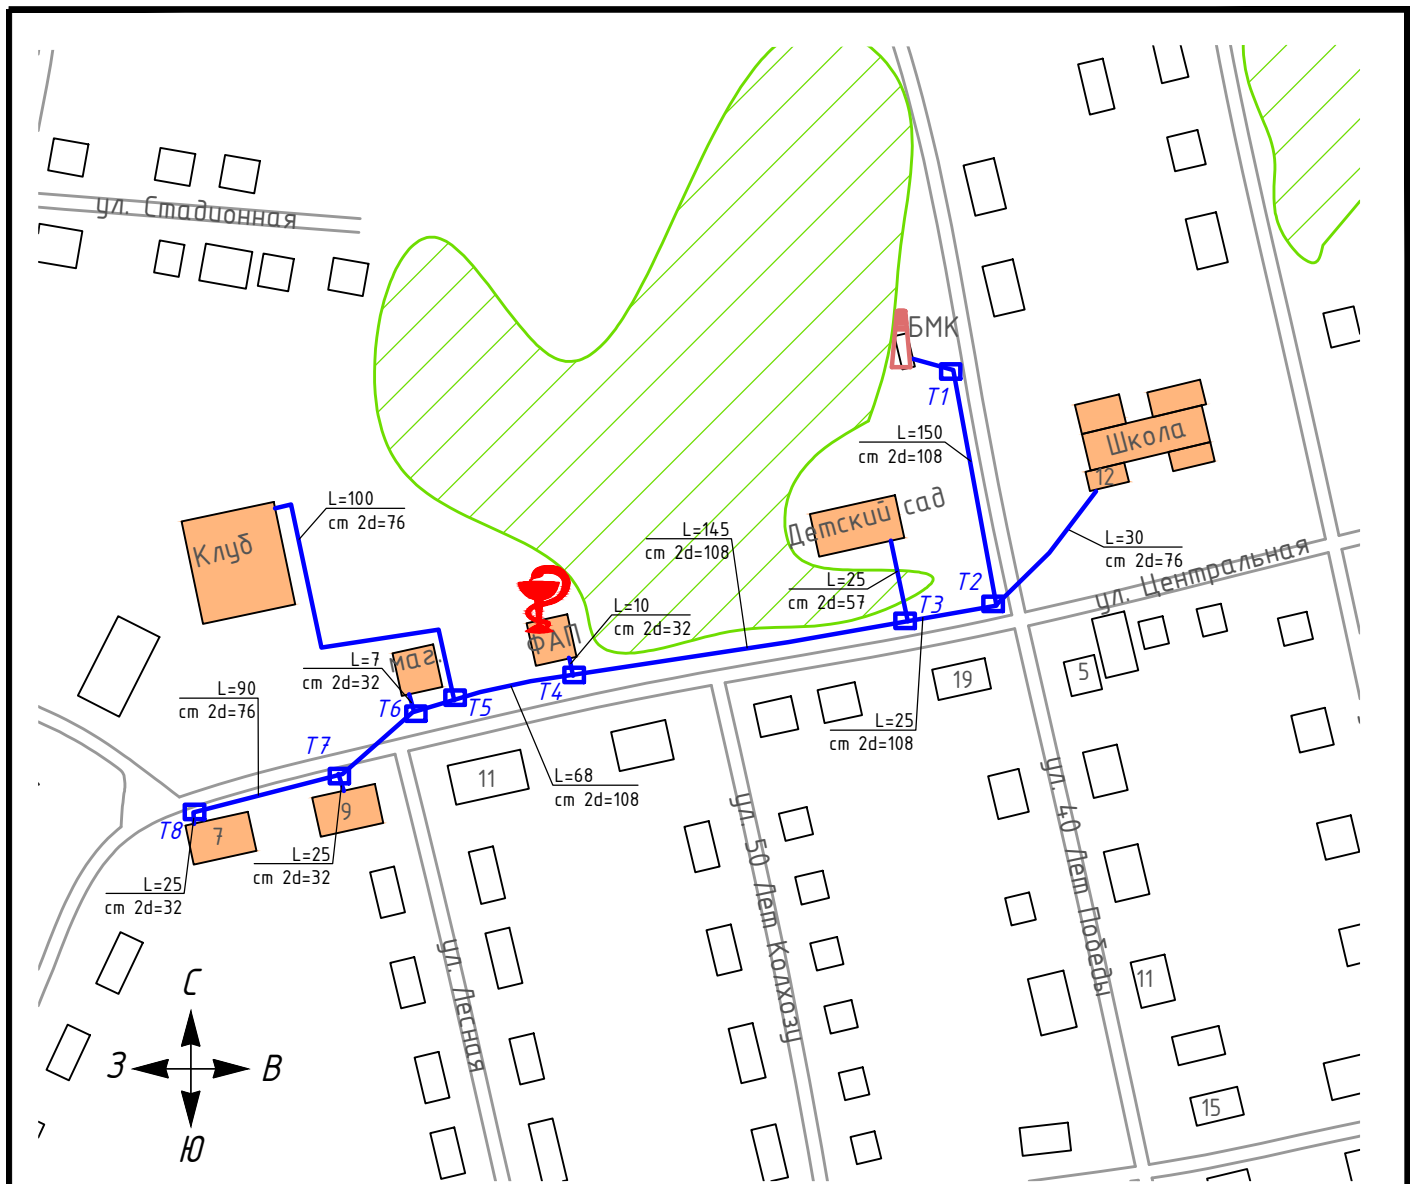 ул. Стадионная
БМК
Т1
L=150
ст 2d=108
Школа
12
L=100
ст 2d=76
Детский сад
L=145
ст 2d=108
L=30
ст 2d=76
Клуб
ул. Центральная
L=25
ст 2d=57
Т2
Т3
L=10
ст 2d=32
ФАП
маг.
L=7
ст 2d=32
Т4
5
19
L=90
ст 2d=76
Т6
Т5
L=25
ст 2d=108
Т7
11
L=68
ст 2d=108
9
Т8
7
L=25
ст 2d=32
L=25
ст 2d=32
ул. 50 Лет Колхозу
ул. 40 Лет Победы
ул. Лесная
11
С
З
В
Ю
15